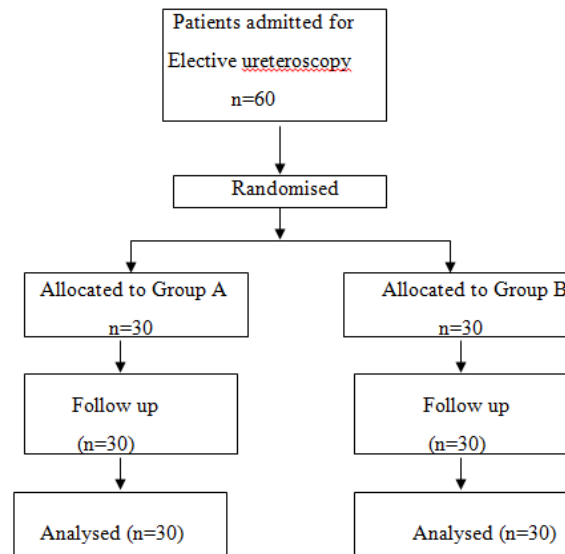 Patients admitted for
Elective ureteroscopy
n=60
Randomised
Allocated to Group A
n=30
Allocated to Group B
n=30
Follow up
(n=30)
Follow up
(n=30)
Analysed (n=30)
Analysed (n=30)